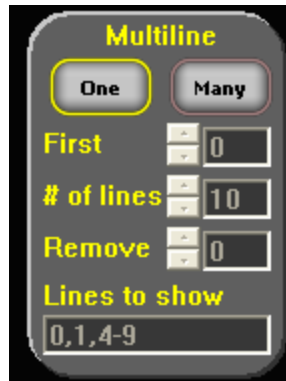 Multiline
One Many
First 0
# of lines 10
Remove 0
Lines to show
0,1,4-9